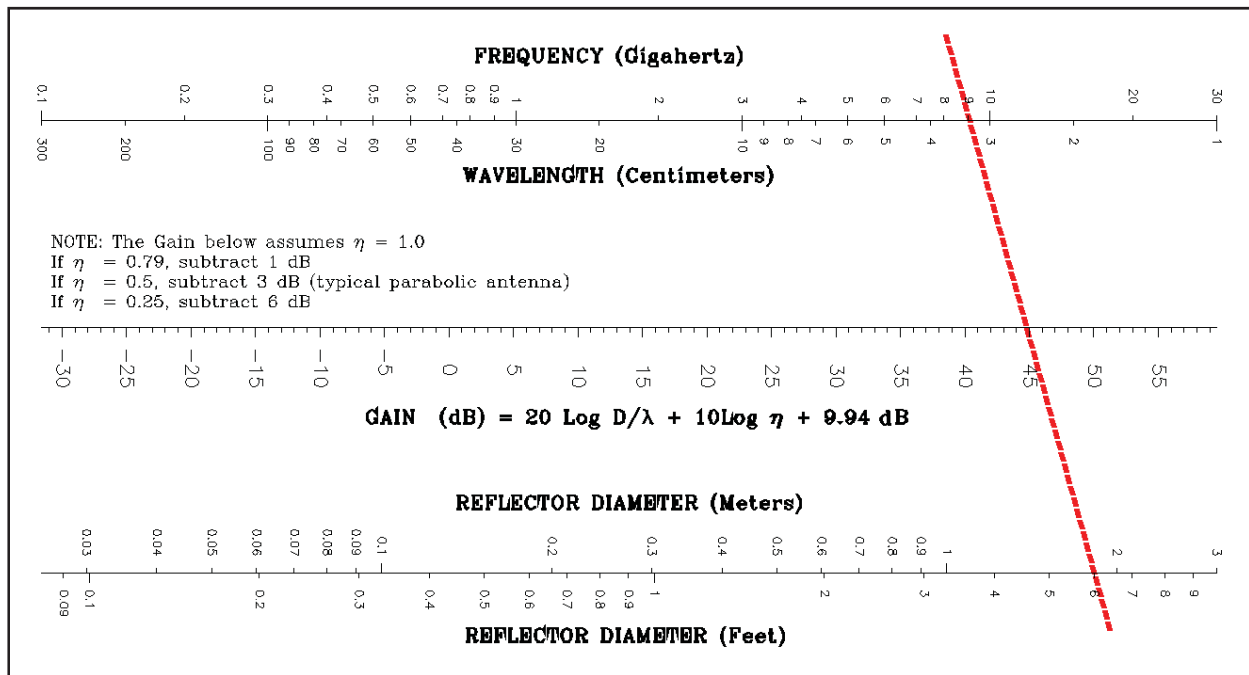 FREQUENCY (Gigahertz)
0.1 0.2 0.3 0.4 0.5 0.6 0.7 0.8 0.9 1 2 3 4 5 6 7 8 9 10 20 30
300 200 100 90 80 70 60 50 40 30 20 10 9 8 7 6 5 4 3 2 1
WAVELENGTH (Centimeters)
NOTE: The Gain below assumes η = 1.0
If η = 0.79, subtract 1 dB
If η = 0.5, subtract 3 dB (typical parabolic antenna)
If η = 0.25, subtract 6 dB
-30 -25 -20 -15 -10 -5 0 5 10 15 20 25 30 35 40 45 50 55
GAIN (dB) = 20 Log D/λ + 10Log η + 9.94 dB
REFLECTOR DIAMETER (Meters)
0.03 0.04 0.05 0.06 0.07 0.08 0.09 0.1 0.2 0.3 0.4 0.5 0.6 0.7 0.8 0.9 1 2 3
0.09 0.1 0.2 0.3 0.4 0.5 0.6 0.7 0.8 0.9 1 2 3 4 5 6 7 8 9
REFLECTOR DIAMETER (Feet)